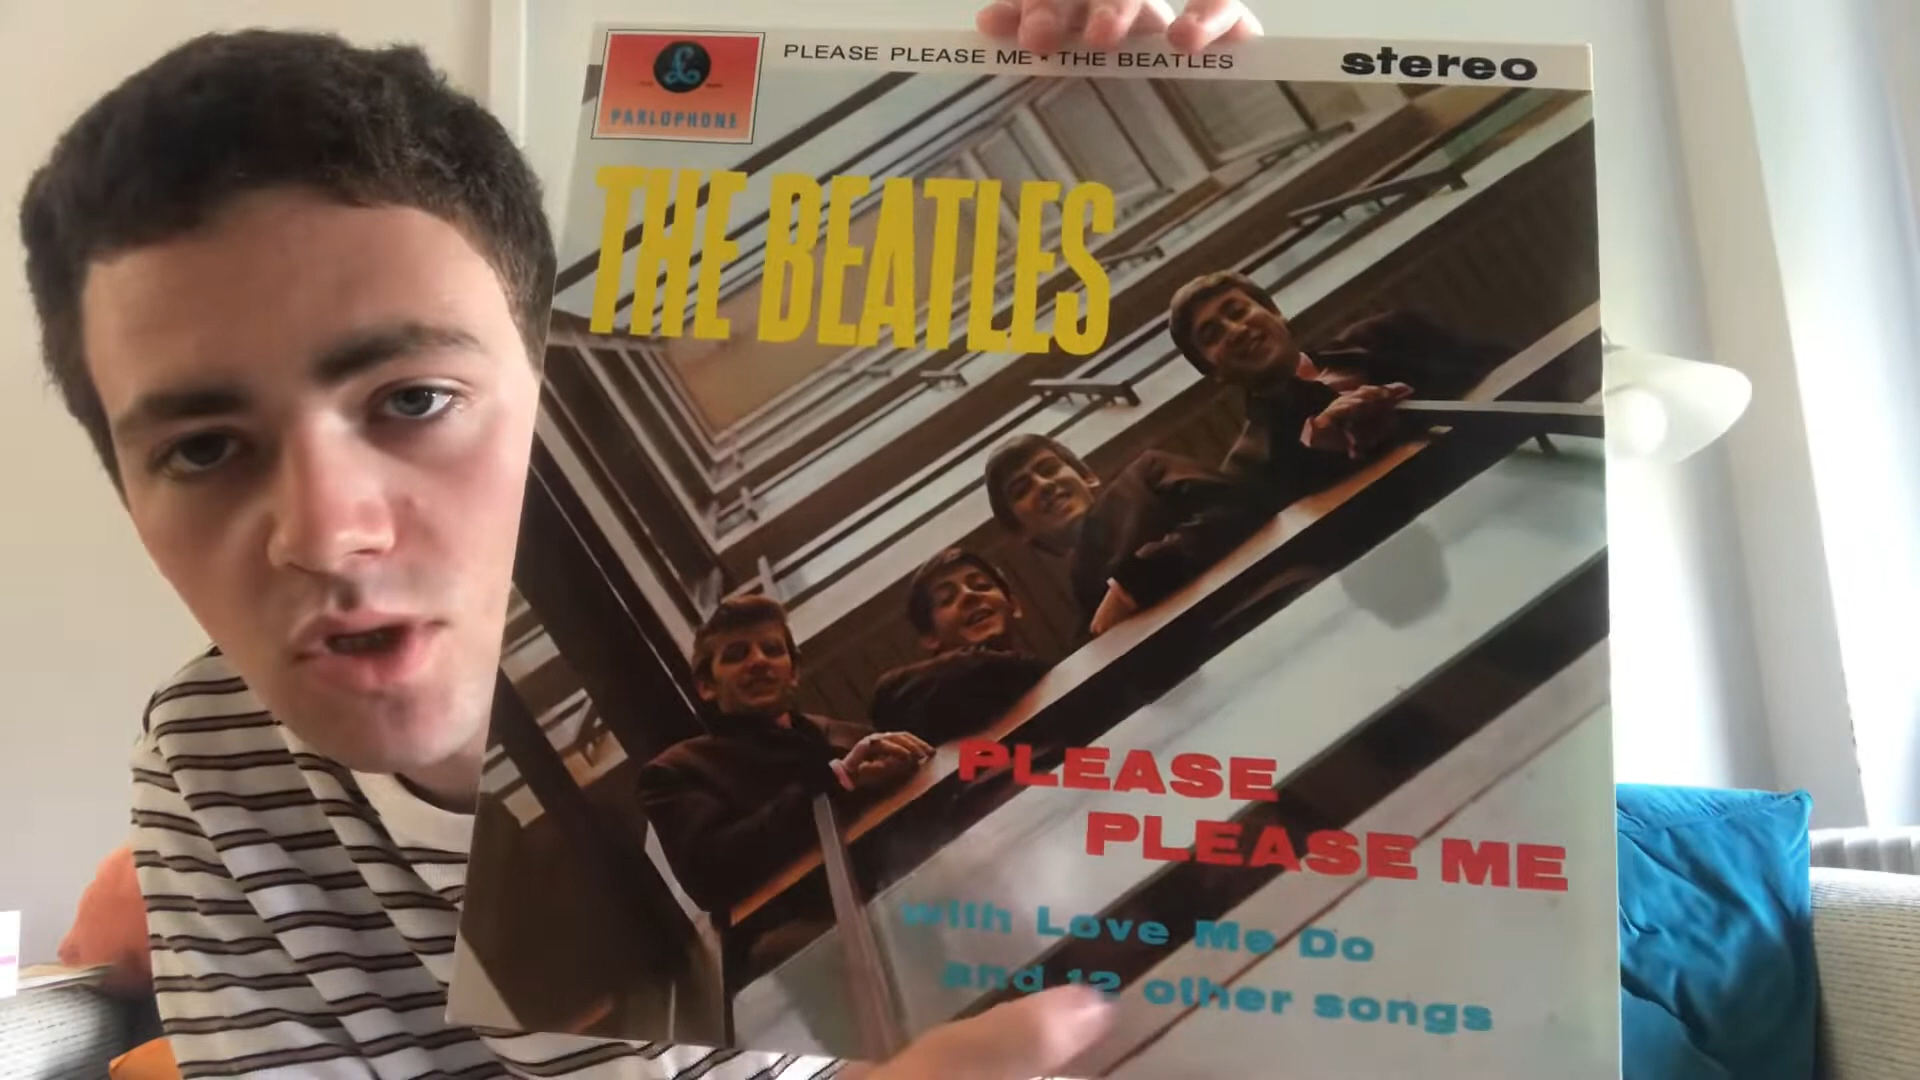 PARLOPHONE
PLEASE PLEASE ME • THE BEATLES
stereo
THE BEATLES
PLEASE
PLEASE ME
with Love Me Do
and 12 other songs